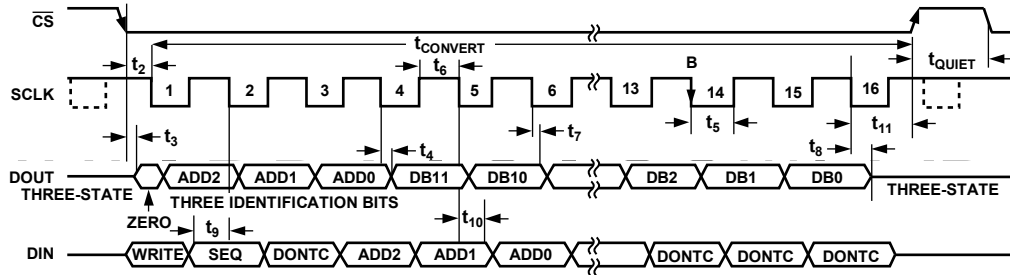 CS
tCONVERT
t2
t6
tQUIET
B
SCLK
1 2 3 4 5 6 13 14 15 16
t3
t7
t5
t11
t4
t8
DOUT
ADD2 ADD1 ADD0 DB11 DB10 DB2 DB1 DB0
THREE-STATE
THREE IDENTIFICATION BITS
THREE-STATE
ZERO
t9
t10
DIN
WRITE SEQ DONTC ADD2 ADD1 ADD0 DONTC DONTC DONTC